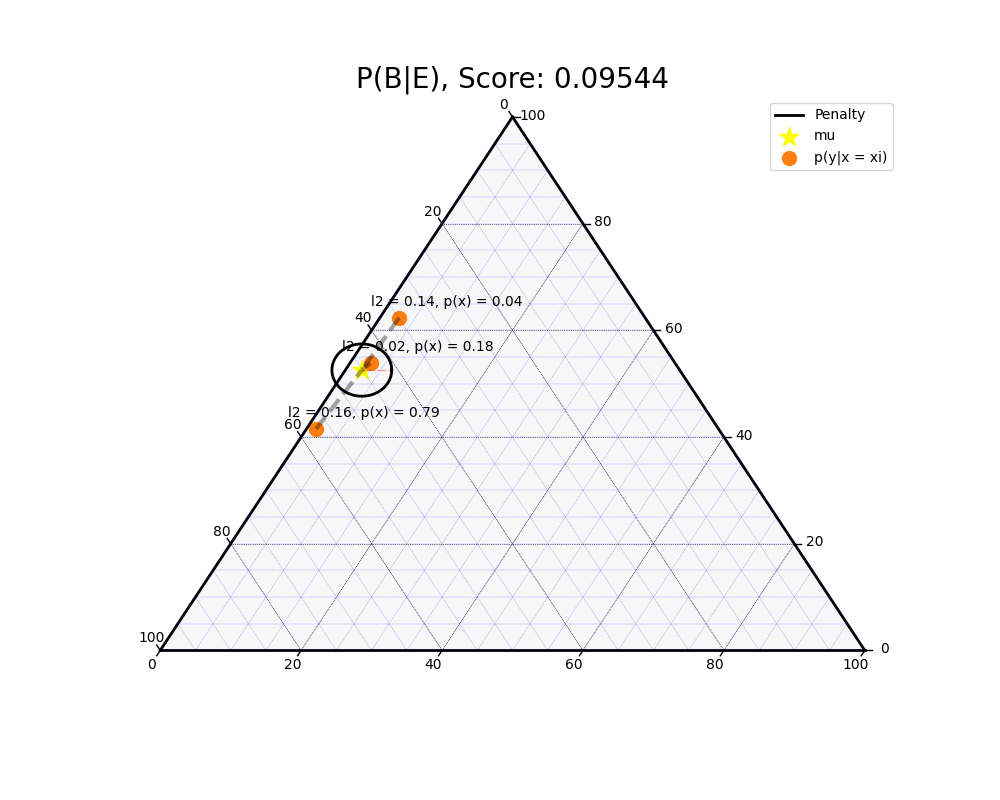 P(B|E), Score: 0.09544
0
100
Penalty
mu
p(y|x = xi)
20
80
l2 = 0.14, p(x) = 0.04
40
60
l2 = 0.02, p(x) = 0.18
l2 = 0.16, p(x) = 0.79
60
40
80
20
100
0
0
20
40
60
80
100